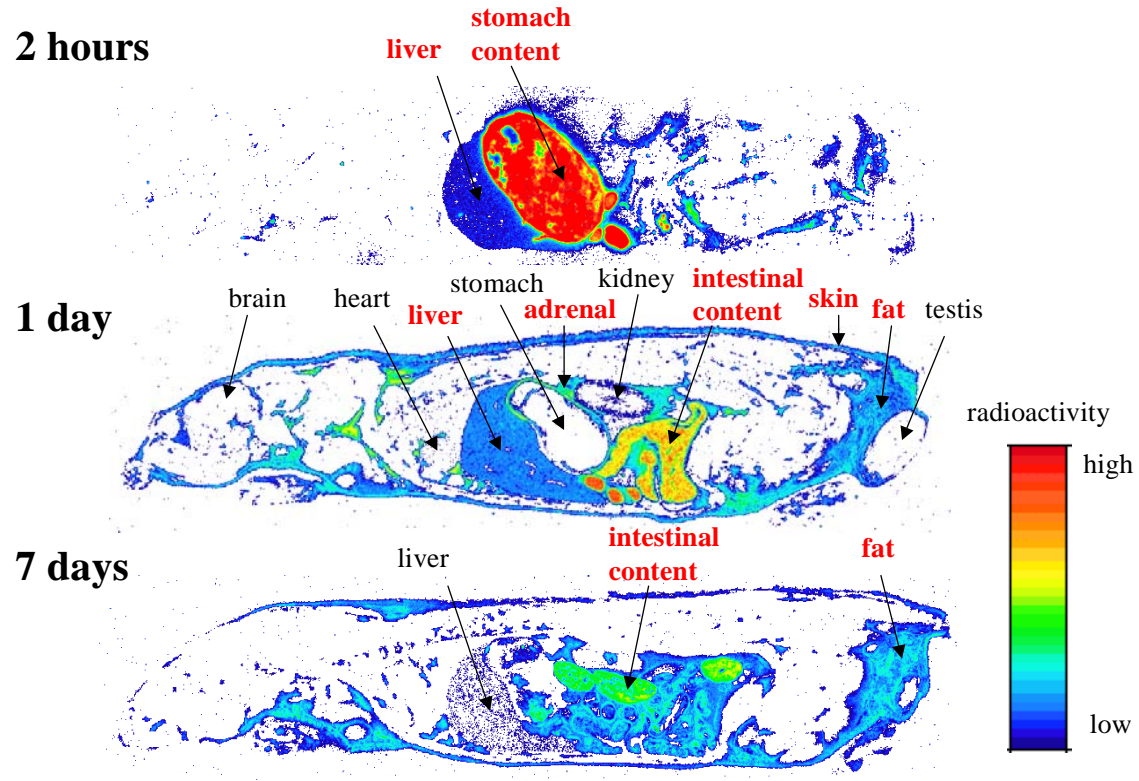 2 hours
liver
stomach
content
1 day
brain
heart
liver
stomach
adrenal
kidney
intestinal
content
skin
fat
testis
radioactivity
high
low
7 days
liver
intestinal
content
fat